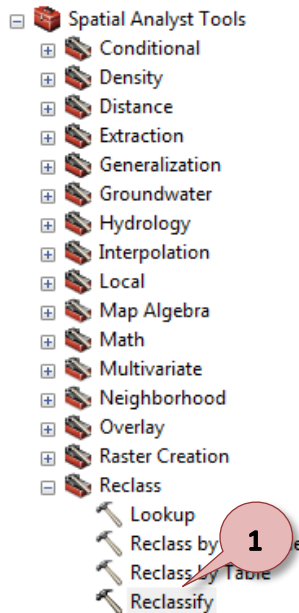 Spatial Analyst Tools
Conditional
Density
Distance
Extraction
Generalization
Groundwater
Hydrology
Interpolation
Local
Map Algebra
Math
Multivariate
Neighborhood
Overlay
Raster Creation
Reclass
Lookup
Reclass by
1
Reclass by Table
Reclassify